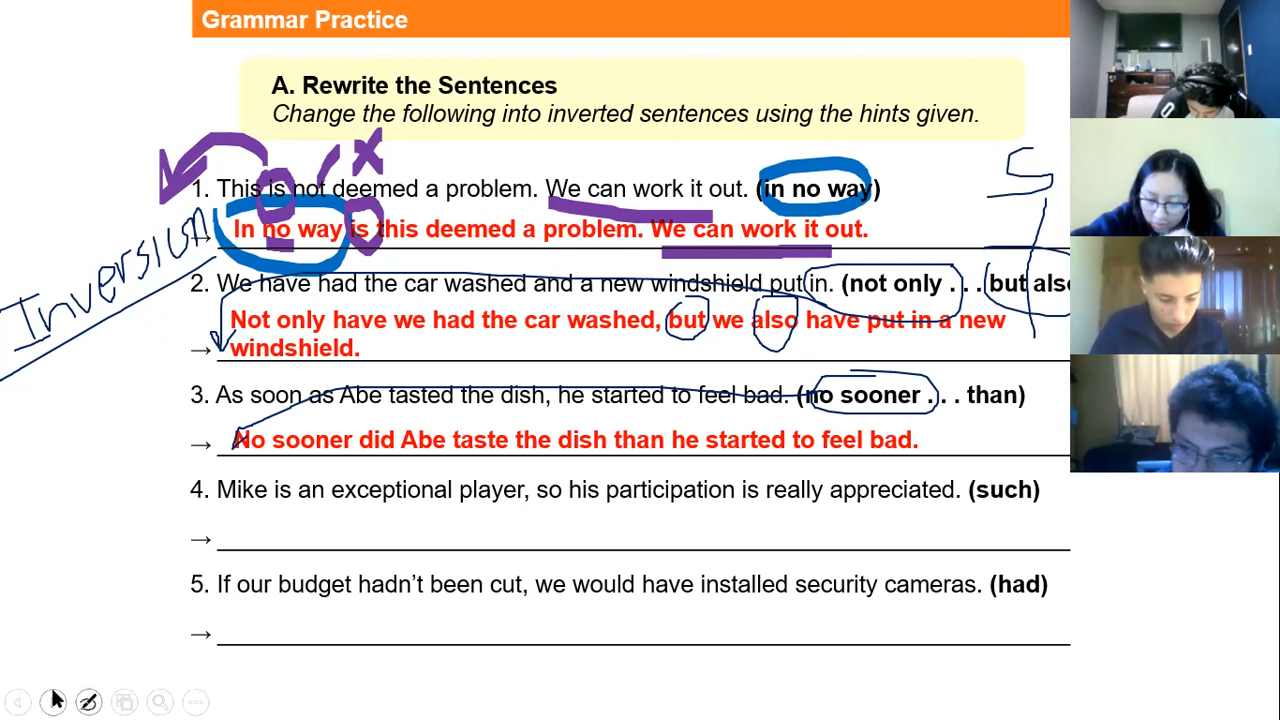 Grammar Practice
A. Rewrite the Sentences
Change the following into inverted sentences using the hints given.
1. This is not deemed a problem. We can work it out. (in no way)
→ In no way is this deemed a problem. We can work it out.
Inversion
S
2. We have had the car washed and a new windshield put in. (not only . . . but also
Not only have we had the car washed, but we also have put in a new
→ windshield.
3. As soon as Abe tasted the dish, he started to feel bad. (no sooner . . . than)
→ No sooner did Abe taste the dish than he started to feel bad.
4. Mike is an exceptional player, so his participation is really appreciated. (such)
→
5. If our budget hadn’t been cut, we would have installed security cameras. (had)
→